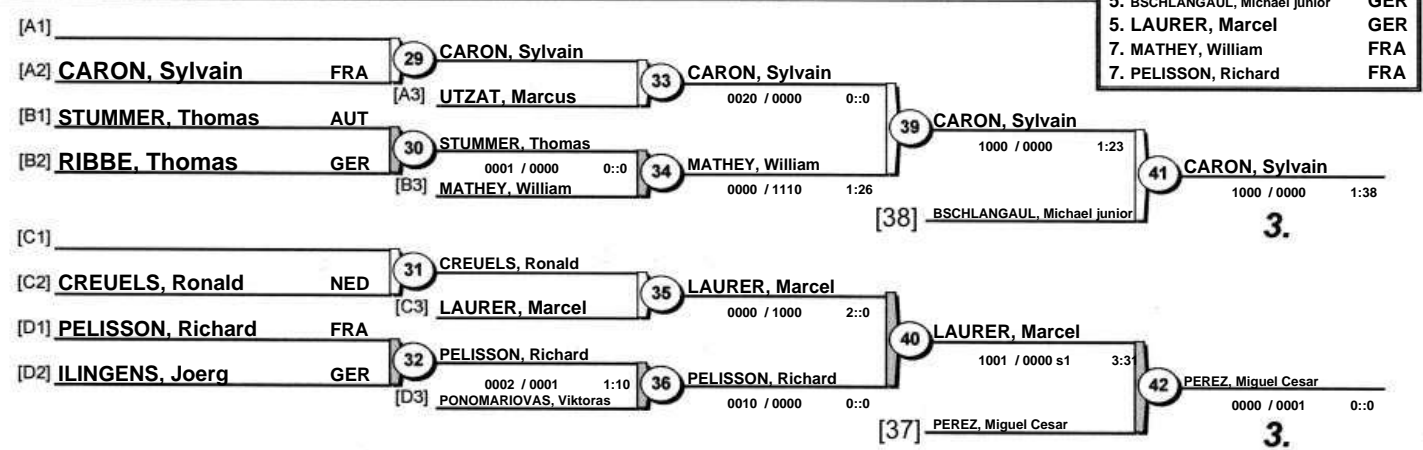 5. BSCHLANGAUL, Michael junior GER
5. LAURER, Marcel GER
7. MATHEY, William FRA
7. PELISSON, Richard FRA
[A1]
29 CARON, Sylvain
[A2] CARON, Sylvain FRA
33 CARON, Sylvain
[A3] UTZAT, Marcus
0020 / 0000 0::0
[B1] STUMMER, Thomas AUT
39 CARON, Sylvain
30 STUMMER, Thomas
1000 / 0000 1:23
[B2] RIBBE, Thomas GER
0001 / 0000 0::0
34 MATHEY, William
41 CARON, Sylvain
[B3] MATHEY, William
0000 / 1110 1:26
1000 / 0000 1:38
[38] BSCHLANGAUL, Michael junior
3.
[C1]
31 CREUELS, Ronald
[C2] CREUELS, Ronald NED
35 LAURER, Marcel
[C3] LAURER, Marcel
0000 / 1000 2::0
[D1] PELISSON, Richard FRA
40 LAURER, Marcel
32 PELISSON, Richard
1001 / 0000 s1 3:31
[D2] ILINGENS, Joerg GER
0002 / 0001 1:10
36 PELISSON, Richard
42 PEREZ, Miguel Cesar
[D3] PONOMARIOVAS, Viktoras
0010 / 0000 0::0
0000 / 0001 0::0
[37] PEREZ, Miguel Cesar
3.